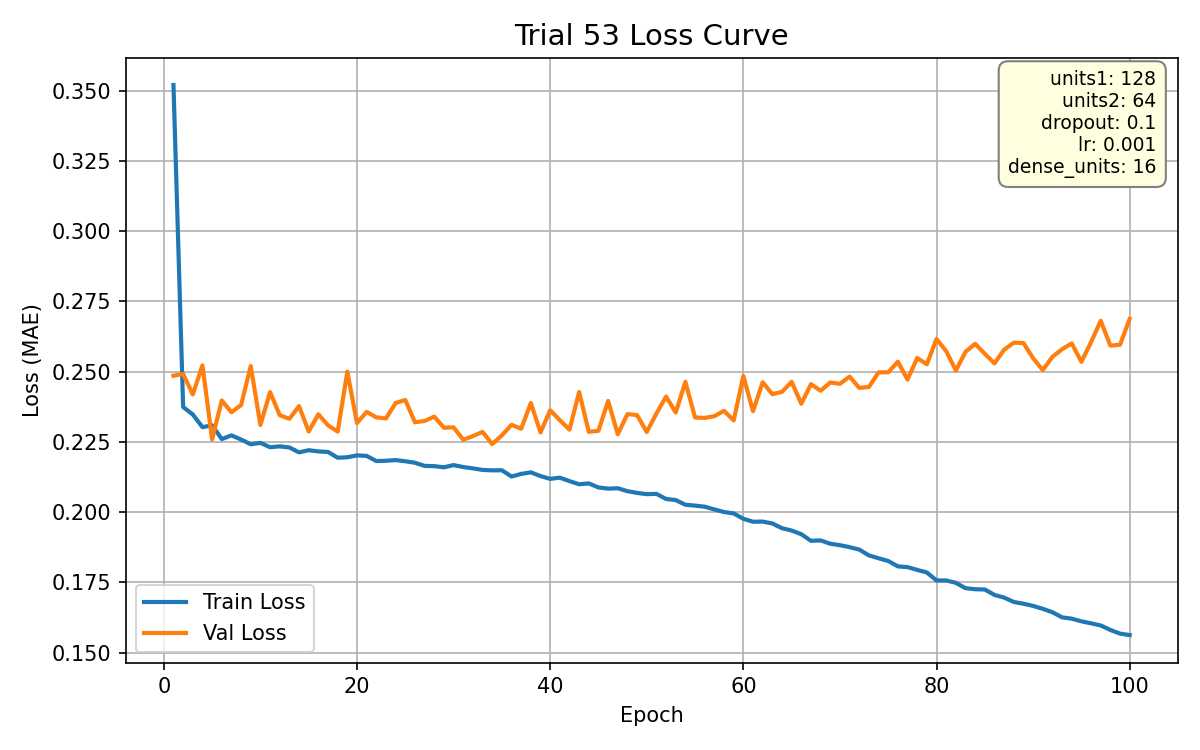 Trial 53 Loss Curve
units1: 128
units2: 64
dropout: 0.1
lr: 0.001
dense_units: 16
Loss (MAE)
0.350
0.325
0.300
0.275
0.250
0.225
0.200
0.175
0.150
Train Loss
Val Loss
0 20 40 60 80 100
Epoch